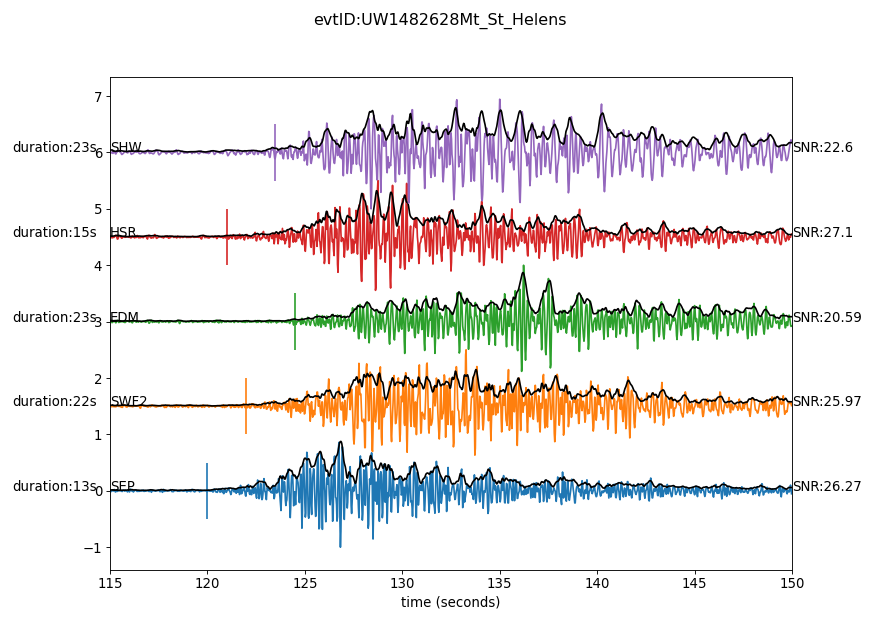 evtID:UW1482628Mt_St_Helens
7
duration:23s SHW SNR:22.6
6
5
duration:15s HSR SNR:27.1
4
duration:23s EDM SNR:20.59
3
2
duration:22s SWF2 SNR:25.97
1
duration:13s SEP SNR:26.27
0
−1
115 120 125 130 135 140 145 150
time (seconds)